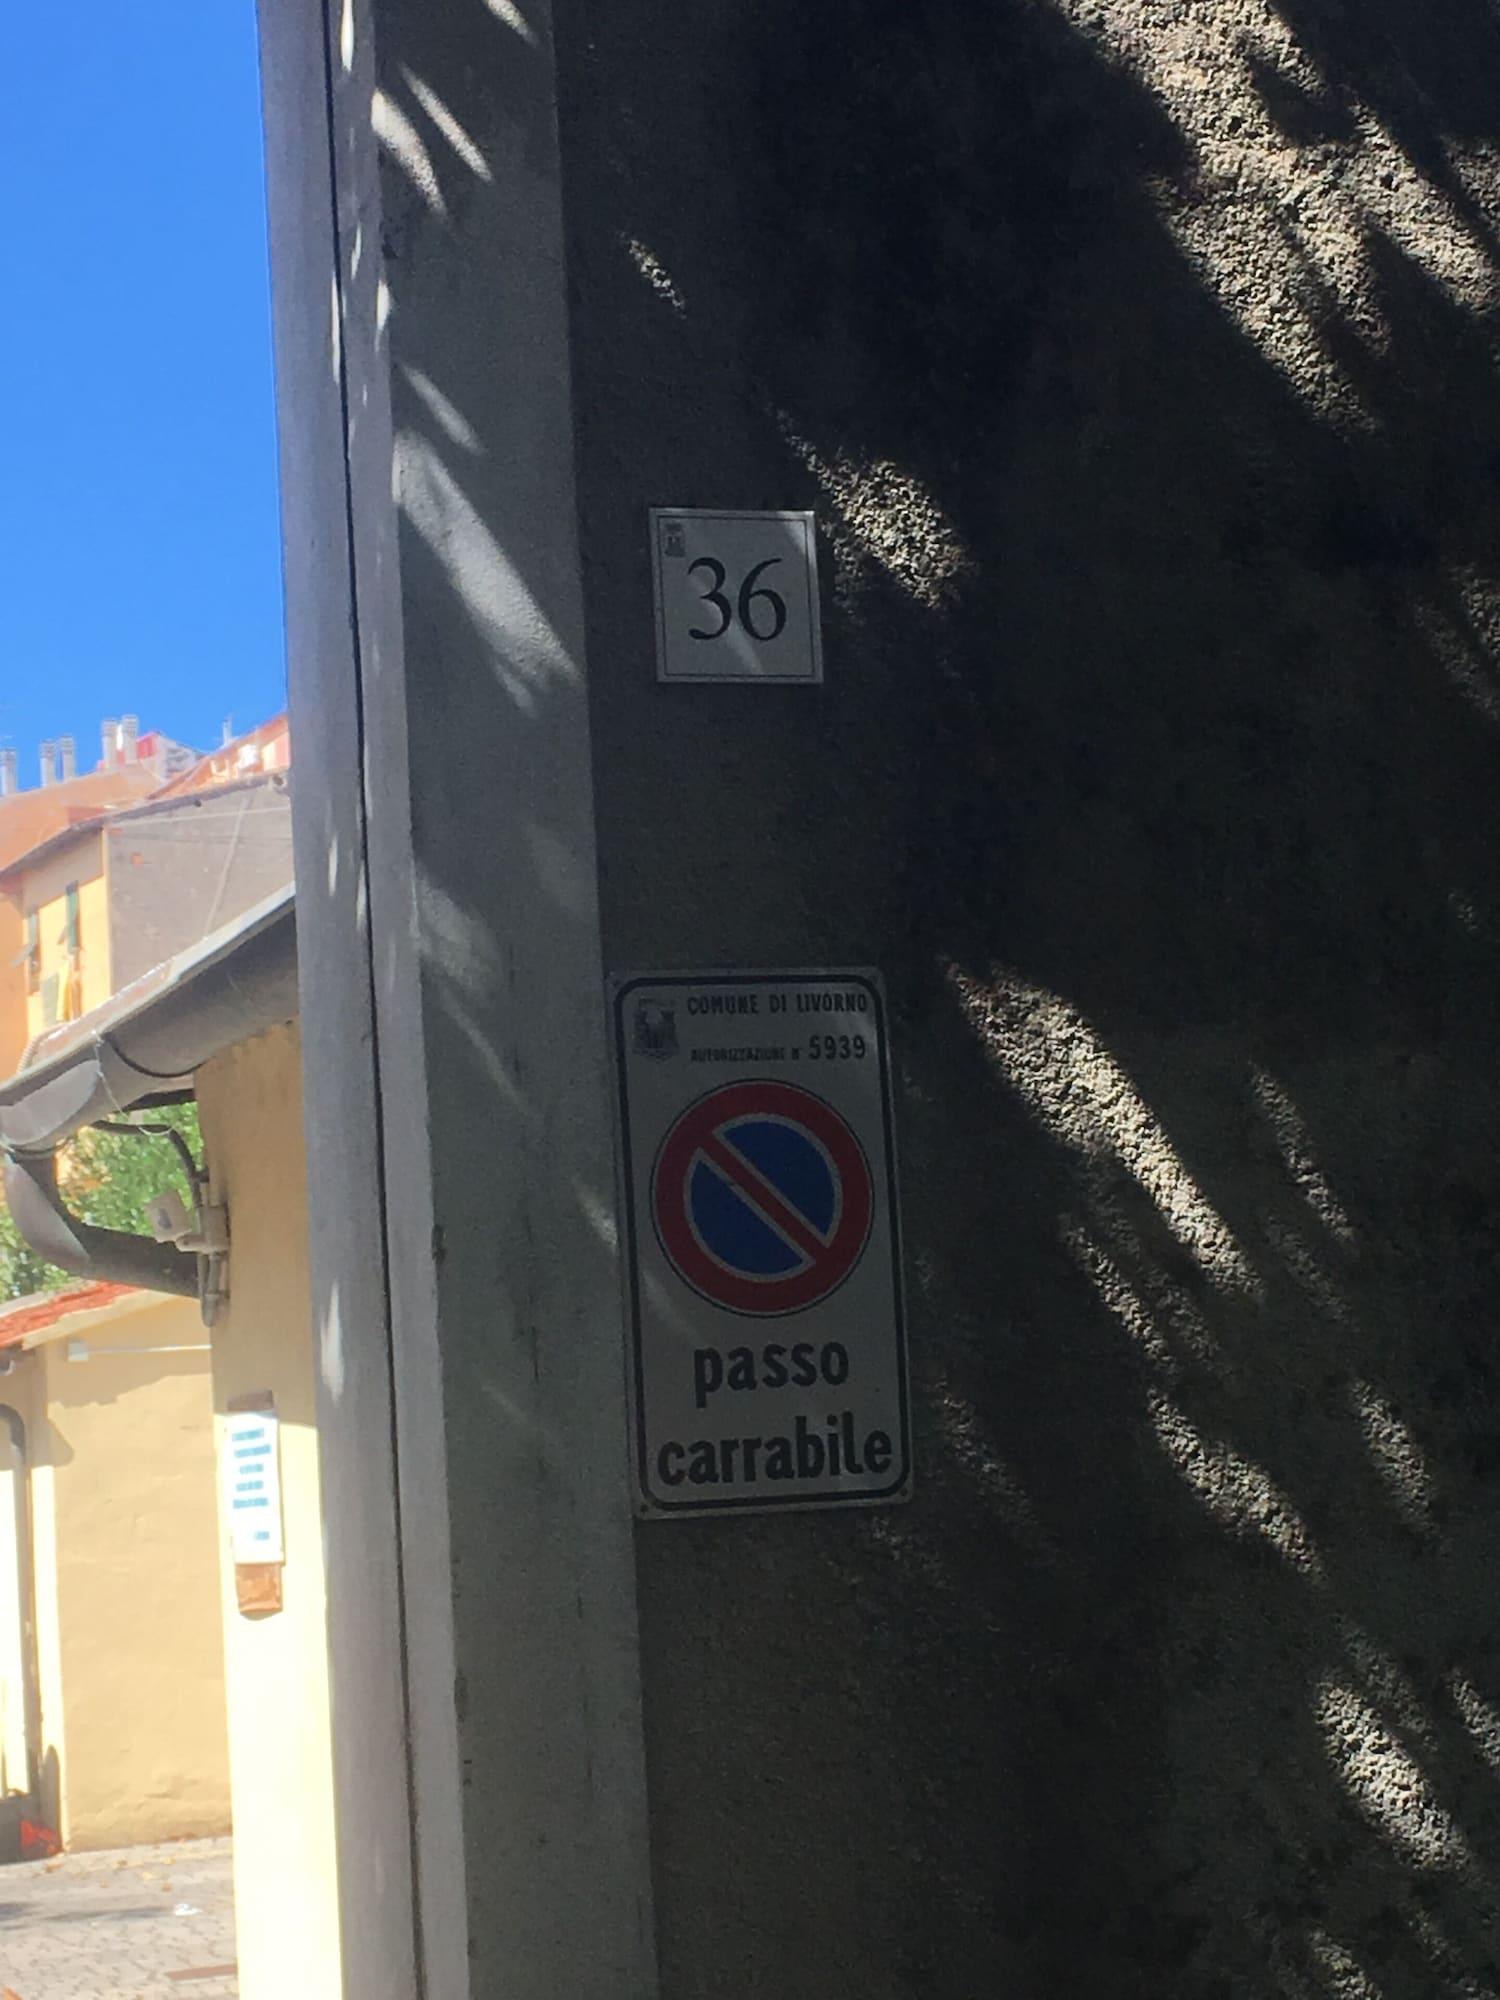 36
COMUNE DI LIVORNO
AUTORIZZAZIONE N° 5939
passo
carrabile